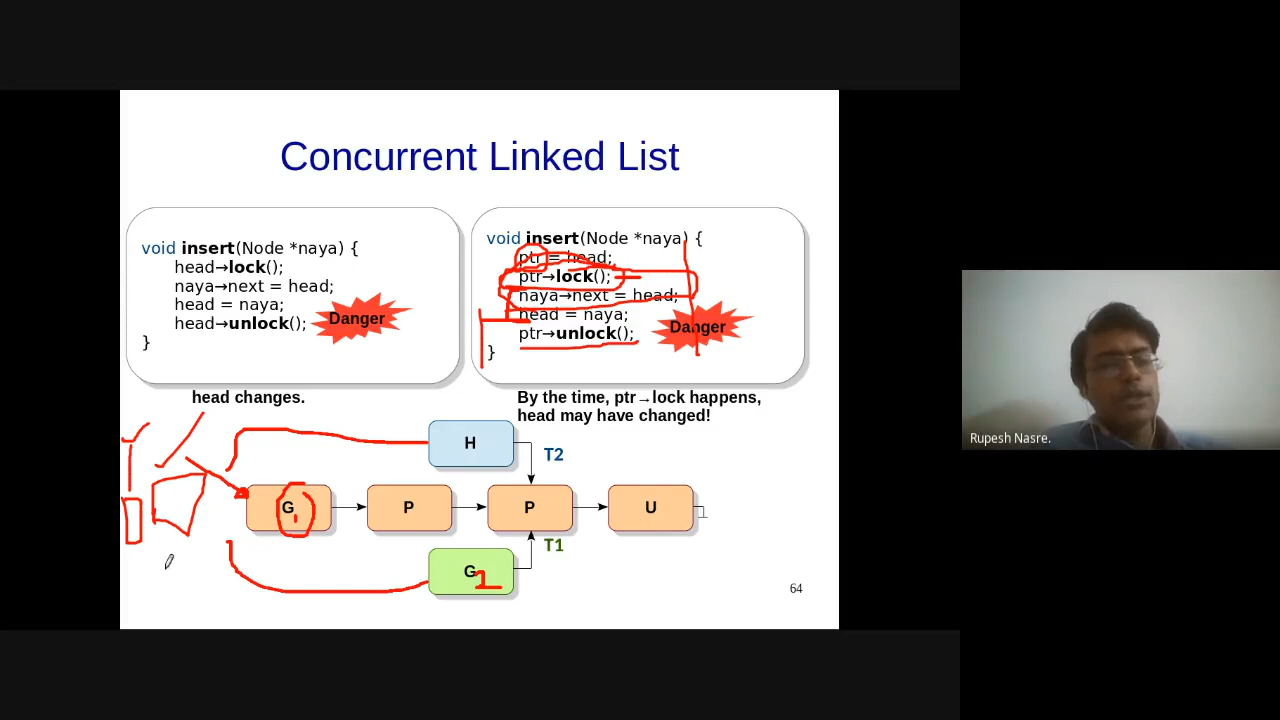 Concurrent Linked List
void insert(Node *naya) {
head→lock();
naya→next = head;
head = naya;
head→unlock();
}
Danger
void insert(Node *naya) {
ptr = head;
ptr→lock();
naya→next = head;
head = naya;
ptr→unlock();
}
Danger
head changes.
By the time, ptr→lock happens,
head may have changed!
H
T2
G
P
P
U
T1
G
64
Rupesh Nasre.